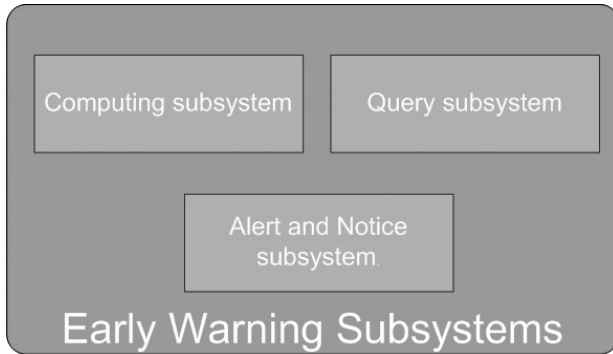 Computing subsystem
Query subsystem
Alert and Notice
subsystem.
Early Warning Subsystems